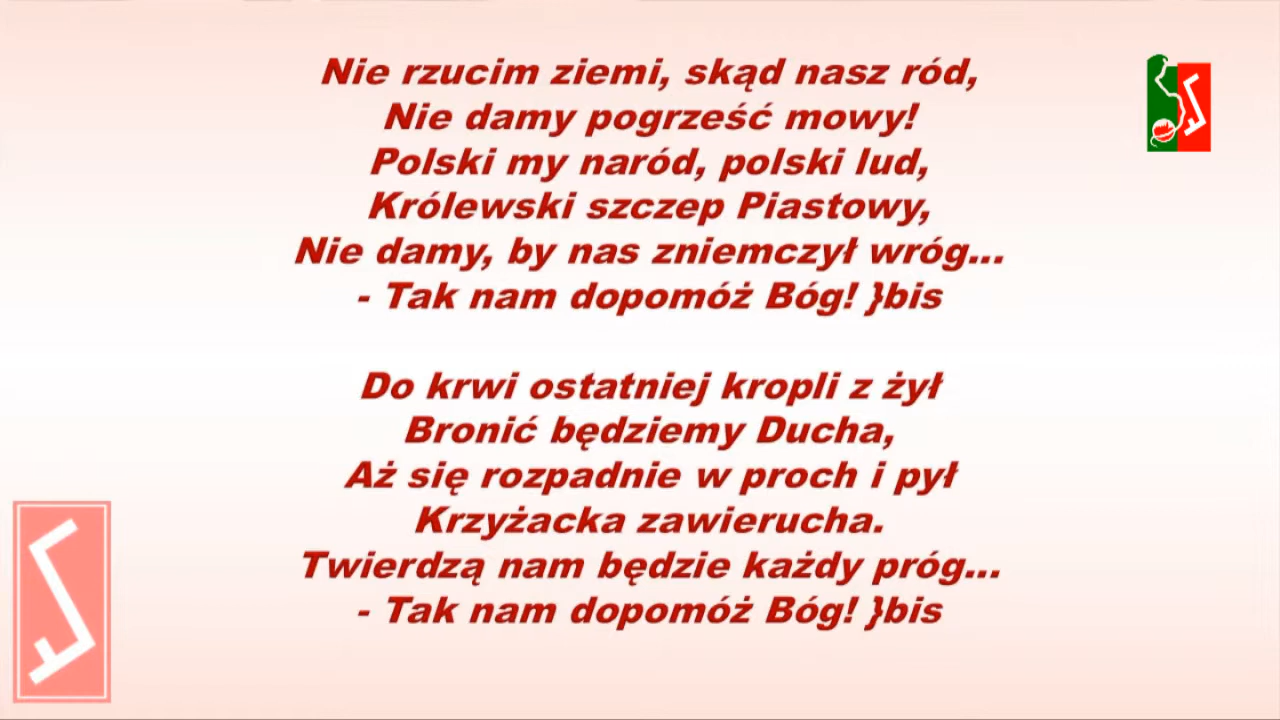 Nie rzucim ziemi, skąd nasz ród,
Nie damy pogrześć mowy!
Polski my naród, polski lud,
Królewski szczep Piastowy,
Nie damy, by nas zniemczył wróg...
- Tak nam dopomóż Bóg! }bis
Do krwi ostatniej kropli z żył
Bronić będziemy Ducha,
Aż się rozpadnie w proch i pył
Krzyżacka zawierucha.
Twierdzą nam będzie każdy próg...
- Tak nam dopomóż Bóg! }bis